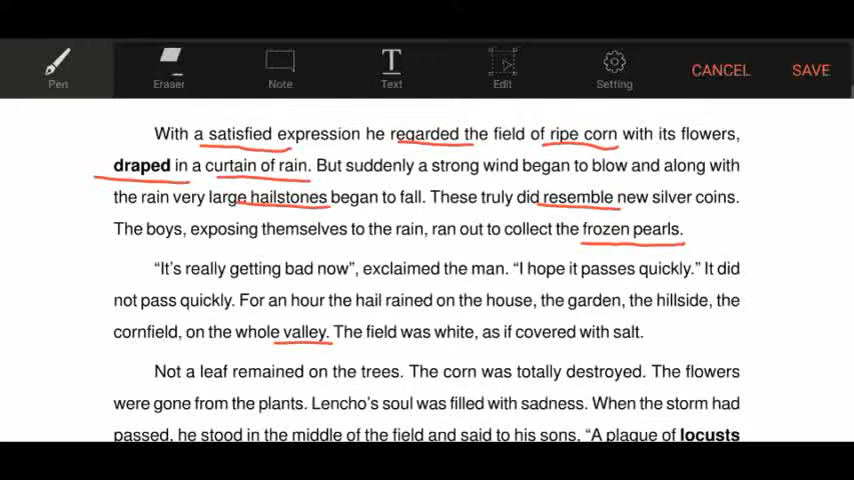 Pen Eraser Note Text Edit Setting CANCEL SAVE
With a satisfied expression he regarded the field of ripe corn with its flowers,
draped in a curtain of rain. But suddenly a strong wind began to blow and along with
the rain very large hailstones began to fall. These truly did resemble new silver coins.
The boys, exposing themselves to the rain, ran out to collect the frozen pearls.
“It’s really getting bad now”, exclaimed the man. “I hope it passes quickly.” It did
not pass quickly. For an hour the hail rained on the house, the garden, the hillside, the
cornfield, on the whole valley. The field was white, as if covered with salt.
Not a leaf remained on the trees. The corn was totally destroyed. The flowers
were gone from the plants. Lencho’s soul was filled with sadness. When the storm had
passed, he stood in the middle of the field and said to his sons, “A plague of locusts